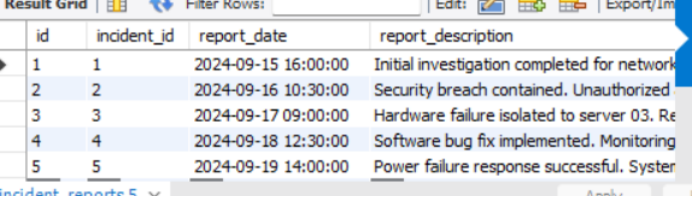 Result Grid Filter Rows: Edit: Export/Im
id incident_id report_date report_description
1 1 2024-09-15 16:00:00 Initial investigation completed for network
2 2 2024-09-16 10:30:00 Security breach contained. Unauthorized
3 3 2024-09-17 09:00:00 Hardware failure isolated to server 03. Re
4 4 2024-09-18 12:30:00 Software bug fix implemented. Monitoring
5 5 2024-09-19 14:00:00 Power failure response successful. System
incident_reports 5 Apply